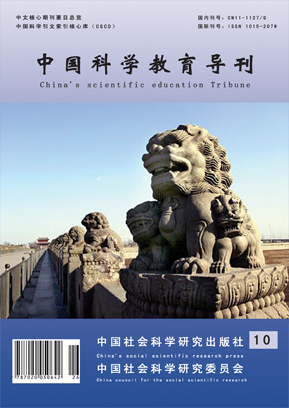 中文核心期刊要目总览
中国科学引文索引核心库(CSCD)
国内刊号:CN11-1127/G
国际刊号:ISSN 1015-2079
中国科学教育导刊
China's scientific education Tribune
中国社会科学研究出版社
10
China's social scientific research press
中国社会科学研究委员会
China council for the social scientific research
9787020050642
26